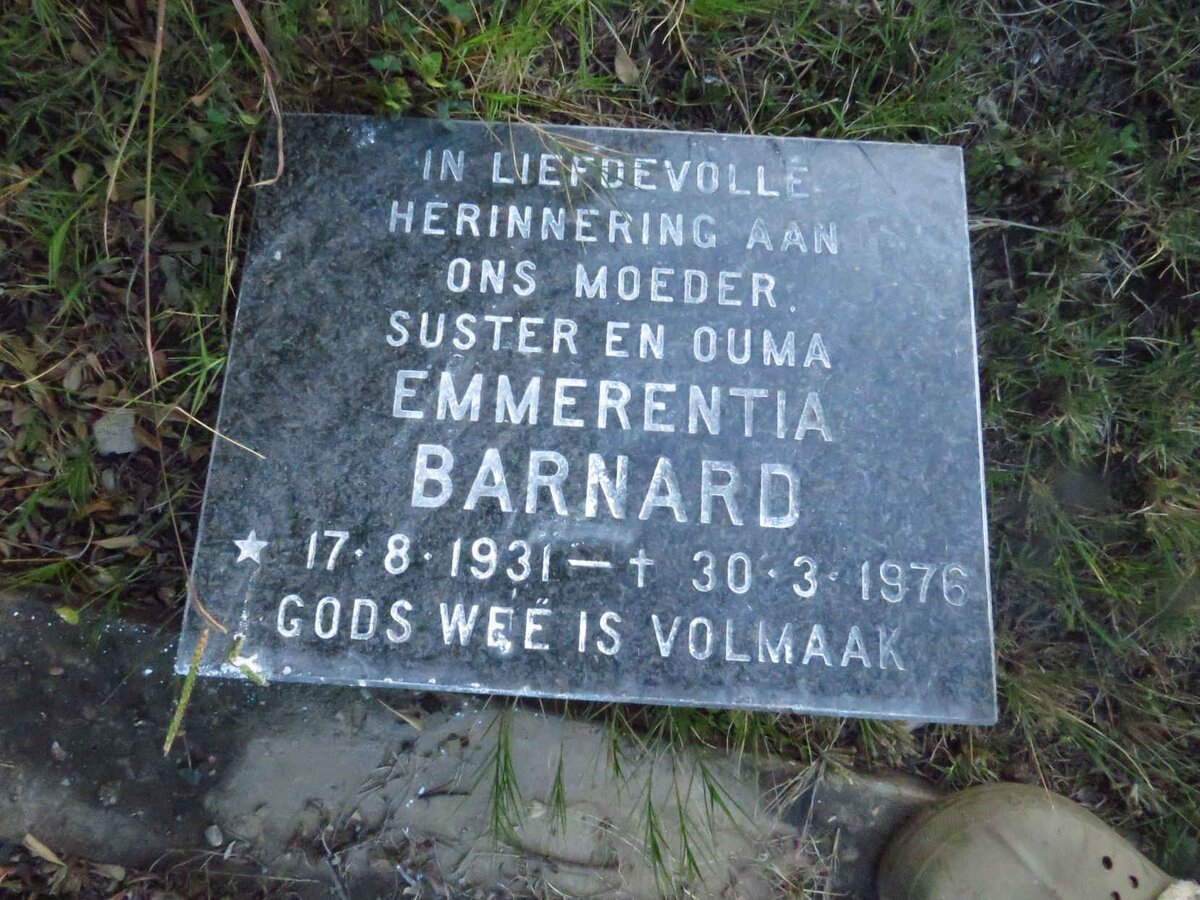 IN LIEFDEVOLLE
HERINNERING AAN
ONS MOEDER,
SUSTER EN OUMA
EMMERENTIA
BARNARD
★ 17·8·1931 — † 30·3·1976
GODS WEË IS VOLMAAK